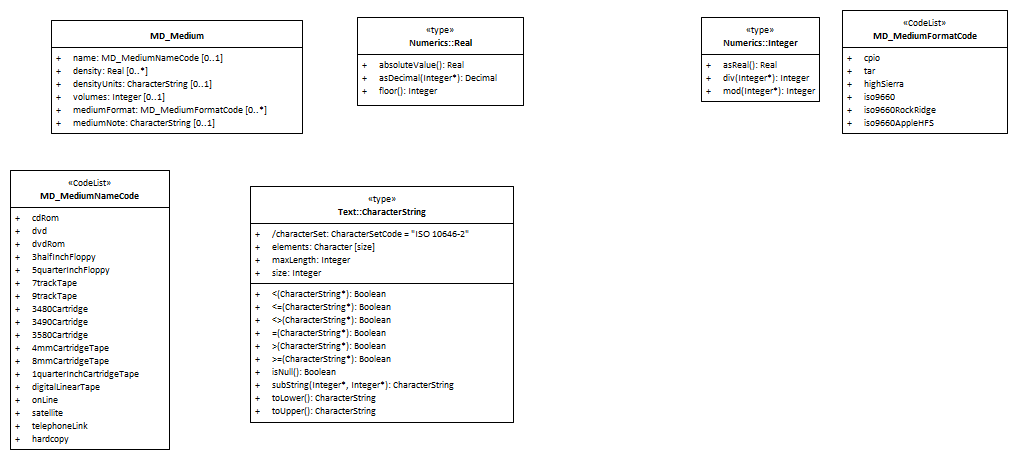 MD_Medium
+ name: MD_MediumNameCode [0..1]
+ density: Real [0..*]
+ densityUnits: CharacterString [0..1]
+ volumes: Integer [0..1]
+ mediumFormat: MD_MediumFormatCode [0..*]
+ mediumNote: CharacterString [0..1]
«type»
Numerics::Real
+ absoluteValue(): Real
+ asDecimal(Integer*): Decimal
+ floor(): Integer
«type»
Numerics::Integer
+ asReal(): Real
+ div(Integer*): Integer
+ mod(Integer*): Integer
«CodeList»
MD_MediumFormatCode
+ cpio
+ tar
+ highSierra
+ iso9660
+ iso9660RockRidge
+ iso9660AppleHFS
«CodeList»
MD_MediumNameCode
+ cdRom
+ dvd
+ dvdRom
+ 3halfInchFloppy
+ 5quarterInchFloppy
+ 7trackTape
+ 9trackTape
+ 3480Cartridge
+ 3490Cartridge
+ 3580Cartridge
+ 4mmCartridgeTape
+ 8mmCartridgeTape
+ 1quarterInchCartridgeTape
+ digitalLinearTape
+ onLine
+ satellite
+ telephoneLink
+ hardcopy
«type»
Text::CharacterString
+ /characterSet: CharacterSetCode = "ISO 10646-2"
+ elements: Character [size]
+ maxLength: Integer
+ size: Integer
+ <(CharacterString*): Boolean
+ <=(CharacterString*): Boolean
+ <>(CharacterString*): Boolean
+ =(CharacterString*): Boolean
+ >(CharacterString*): Boolean
+ >=(CharacterString*): Boolean
+ isNull(): Boolean
+ subString(Integer*, Integer*): CharacterString
+ toLower(): CharacterString
+ toUpper(): CharacterString